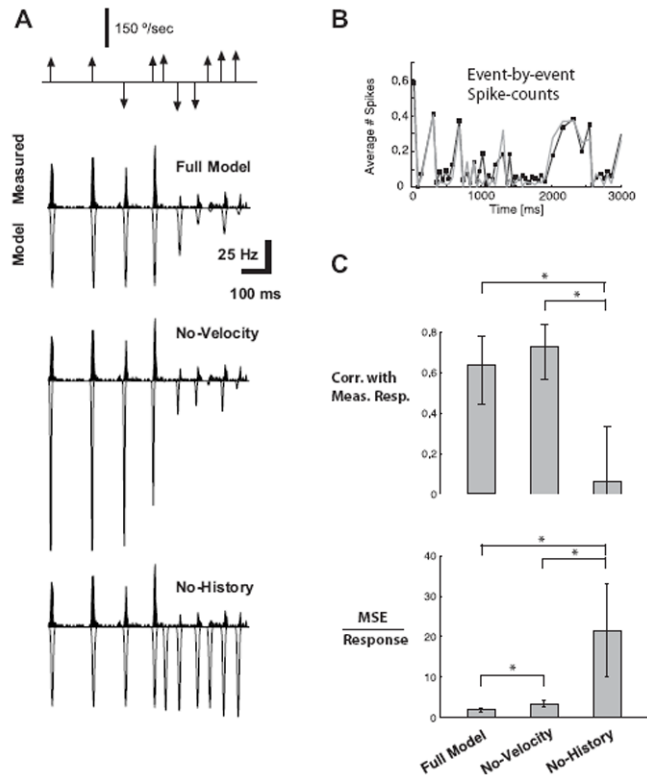 A
150 º/sec
Measured
Model
Full Model
25 Hz
100 ms
No-Velocity
No-History
B
Event-by-event
Spike-counts
Average # Spikes
0,6
0,4
0,2
0
0
1000
2000
3000
Time [ms]
C
*
*
Corr. with
Meas. Resp.
0,8
0,6
0,4
0,2
0
*
*
*
MSE
Response
40
30
20
10
0
Full Model
No-Velocity
No-History